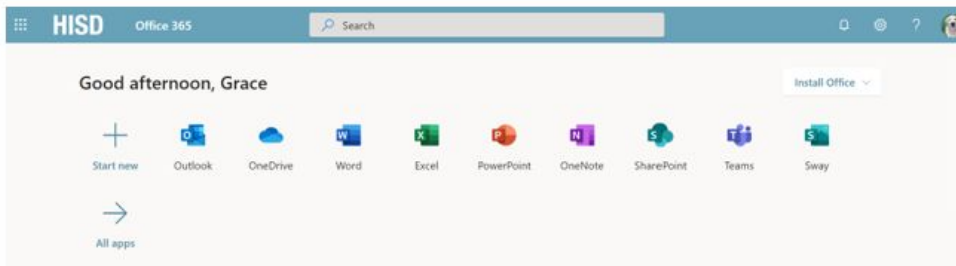 HISD Office 365 Search ?
Good afternoon, Grace Install Office
Start new Outlook OneDrive Word Excel PowerPoint OneNote SharePoint Teams Sway
All apps